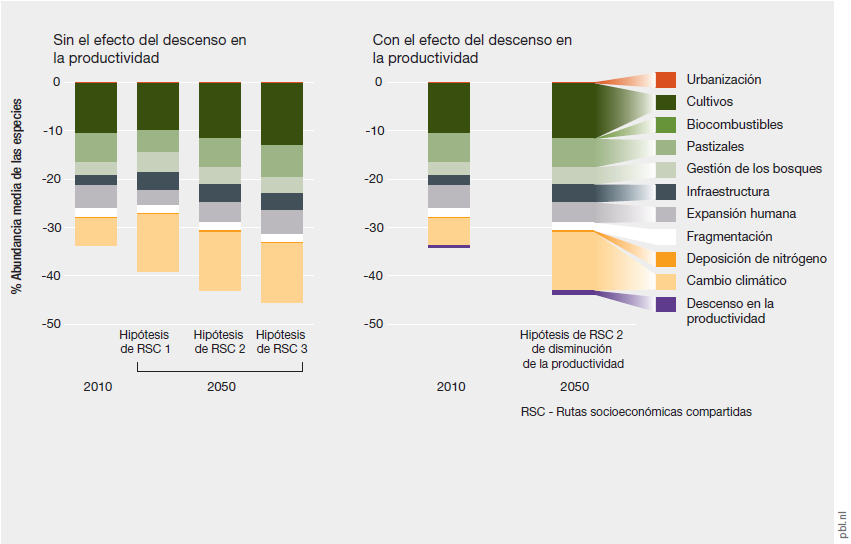 Sin el efecto del descenso en
la productividad
Con el efecto del descenso en
la productividad
% Abundancia media de las especies
0
-10
-20
-30
-40
-50
Hipótesis
de RSC 1
Hipótesis
de RSC 2
Hipótesis
de RSC 3
2010
2050
0
-10
-20
-30
-40
-50
Hipótesis de RSC 2
de disminución
de la productividad
2010
2050
Urbanización
Cultivos
Biocombustibles
Pastizales
Gestión de los bosques
Infraestructura
Expansión humana
Fragmentación
Deposición de nitrógeno
Cambio climático
Descenso en la
productividad
RSC - Rutas socioeconómicas compartidas
pbl.nl